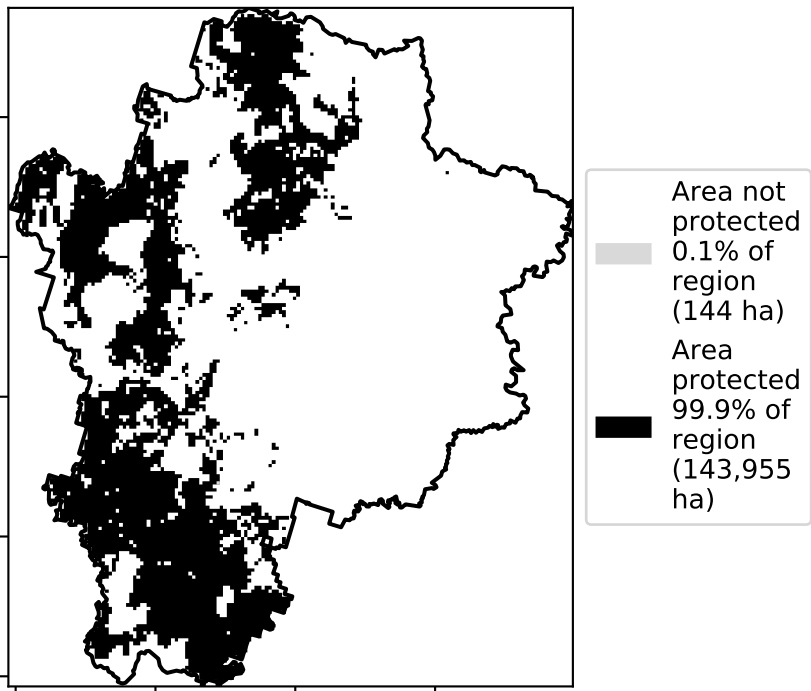 Area not
protected
0.1% of
region
(144 ha)
Area
protected
99.9% of
region
(143,955
ha)